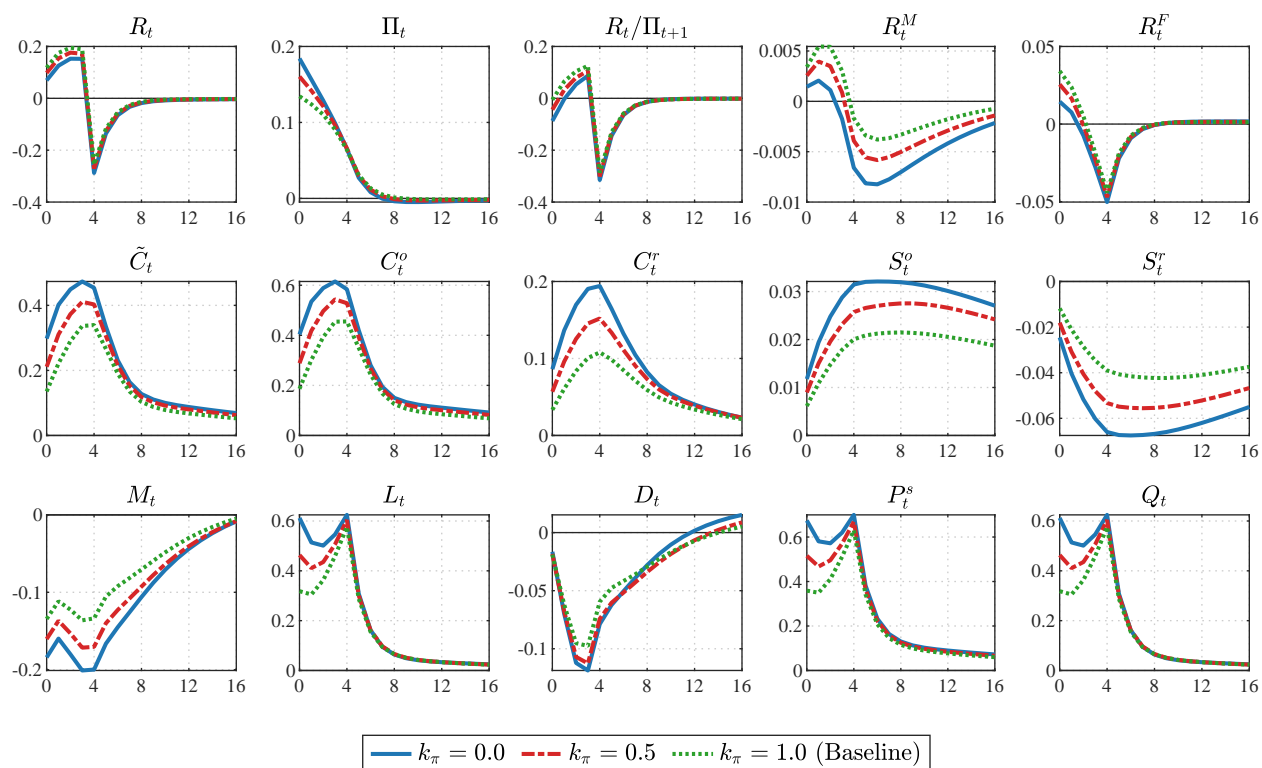 R_t Π_t R_t/Π_{t+1} R_t^M R_t^F
0.2 0.2 0.2 0.005 0.05
0 0.1 0 0 0
-0.2 -0.2 -0.005
-0.4 0 -0.4 -0.01 -0.05
0 4 8 12 16 0 4 8 12 16 0 4 8 12 16 0 4 8 12 16 0 4 8 12 16
C̃_t C_t^o C_t^r S_t^o S_t^r
0.4 0.6 0.2 0.03 0
0.2 0.4 0.1 0.02 -0.02
0 0.2 0 0.01 -0.04
0 0 -0.06
0 4 8 12 16 0 4 8 12 16 0 4 8 12 16 0 4 8 12 16 0 4 8 12 16
M_t L_t D_t P_t^s Q_t
0 0.6 0 0.6 0.6
-0.1 0.4 -0.05 0.4 0.4
-0.2 0.2 -0.1 0.2 0.2
0 0 0
0 4 8 12 16 0 4 8 12 16 0 4 8 12 16 0 4 8 12 16 0 4 8 12 16
k_π = 0.0 k_π = 0.5 k_π = 1.0 (Baseline)